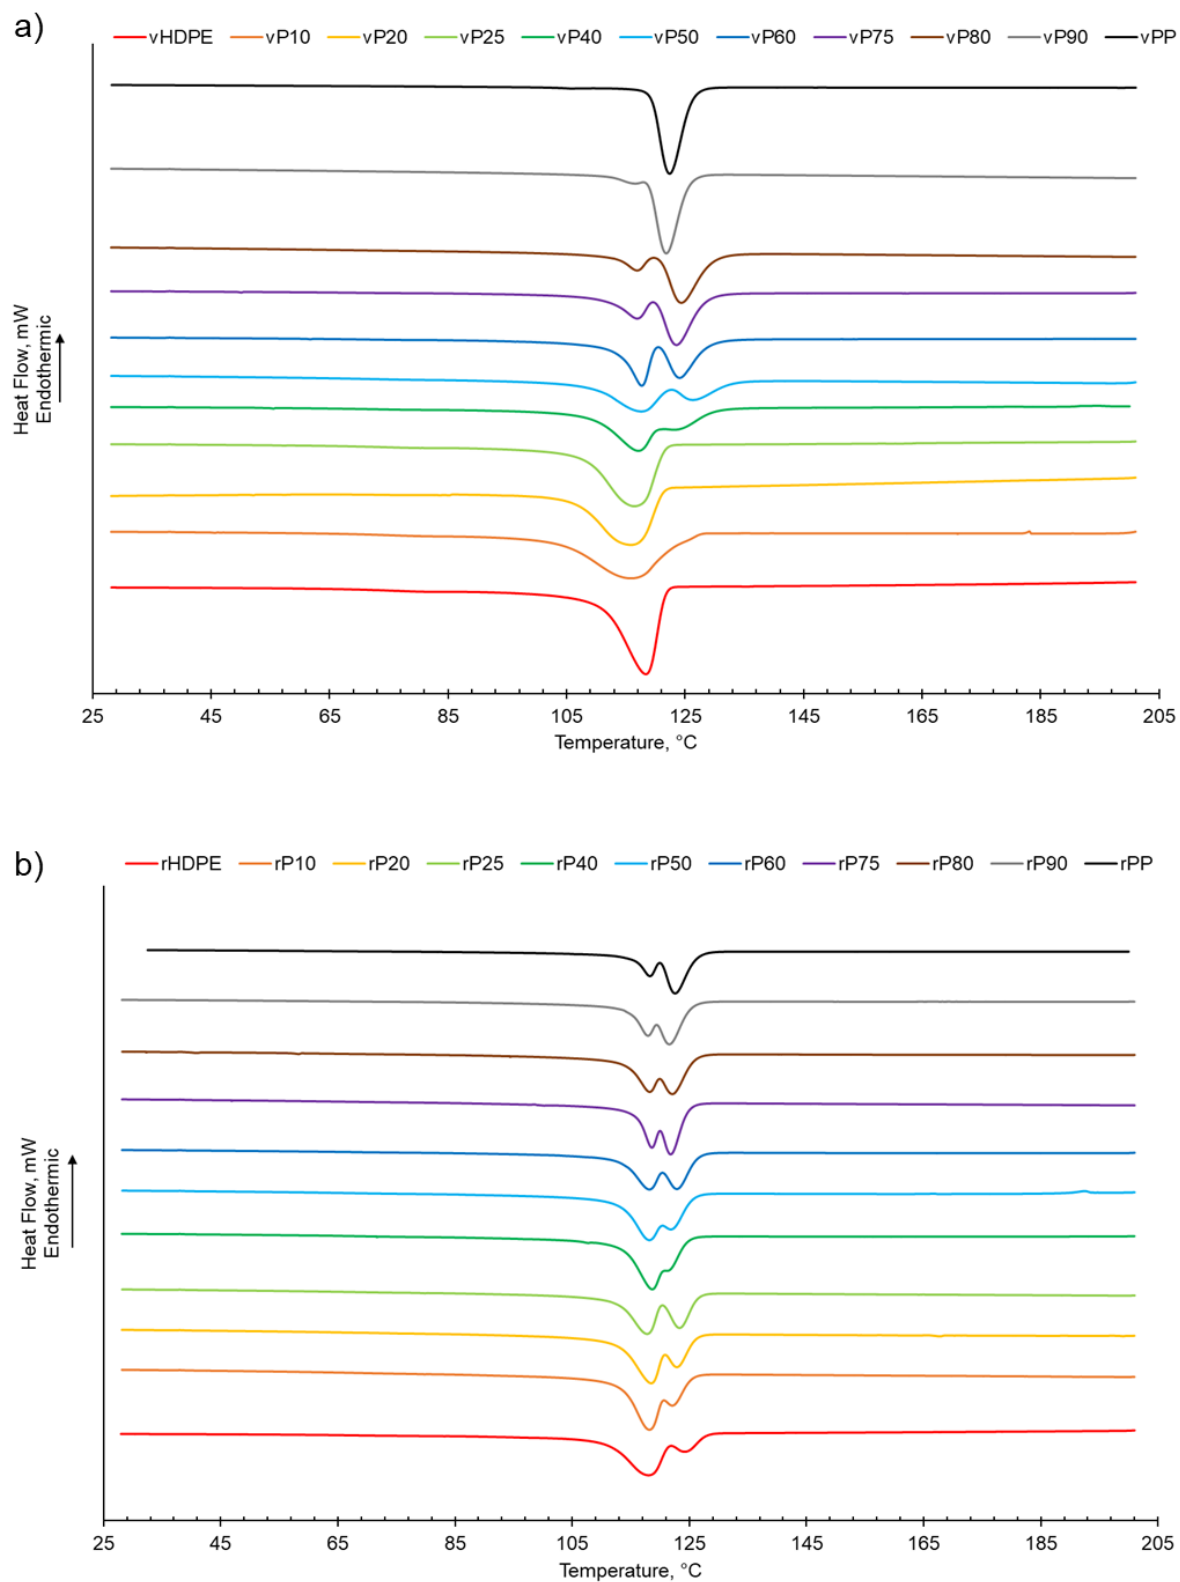 a)
vHDPE vP10 vP20 vP25 vP40 vP50 vP60 vP75 vP80 vP90 vPP
Heat Flow, mW
Endothermic
25 45 65 85 105 125 145 165 185 205
Temperature, °C
b)
rHDPE rP10 rP20 rP25 rP40 rP50 rP60 rP75 rP80 rP90 rPP
Heat Flow, mW
Endothermic
25 45 65 85 105 125 145 165 185 205
Temperature, °C